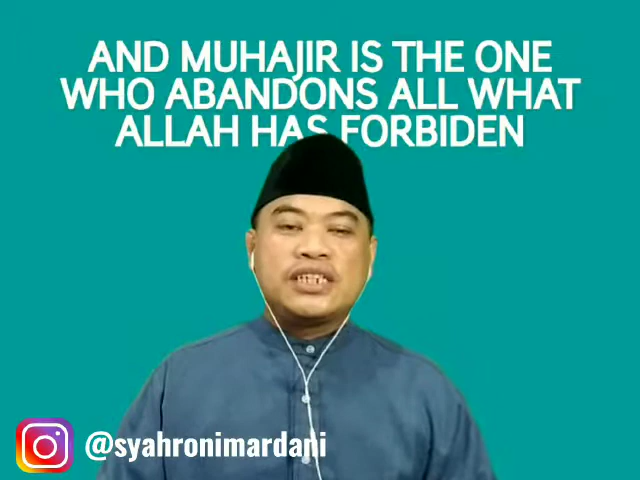 AND MUHAJIR IS THE ONE
WHO ABANDONS ALL WHAT
ALLAH HAS FORBIDEN
@syahronimardani